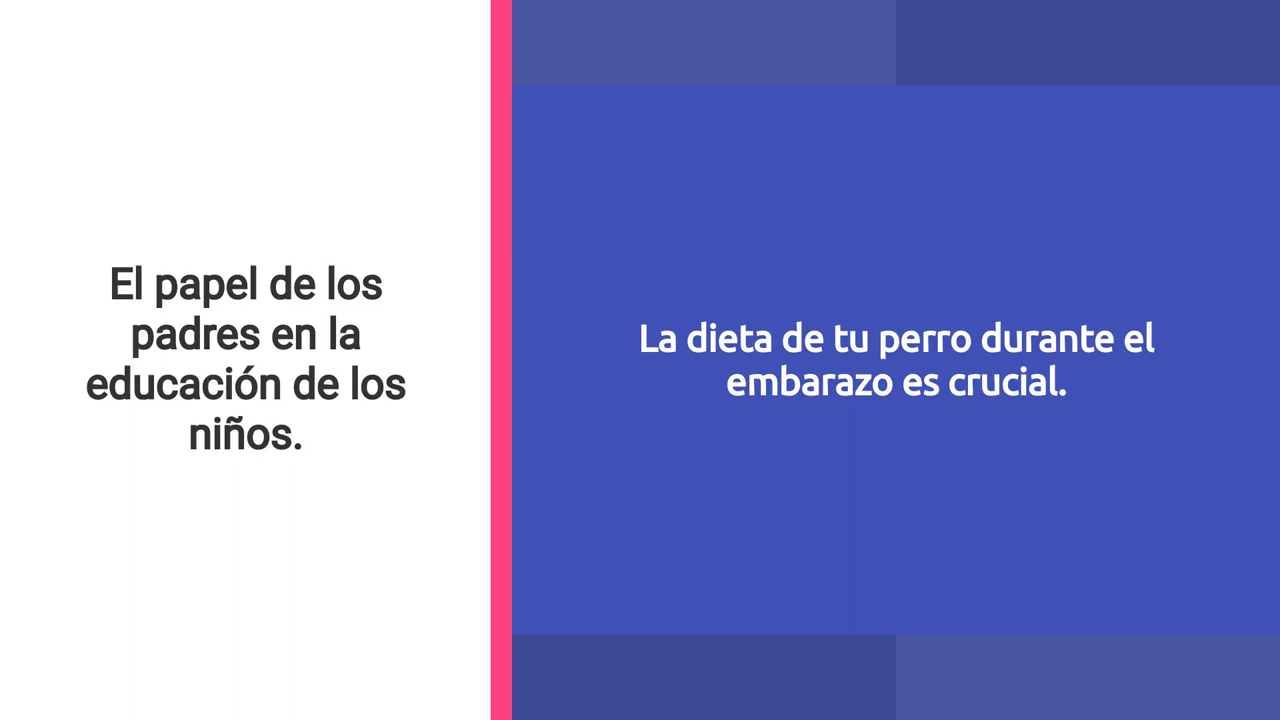 El papel de los
padres en la
educación de los
niños.
La dieta de tu perro durante el
embarazo es crucial.